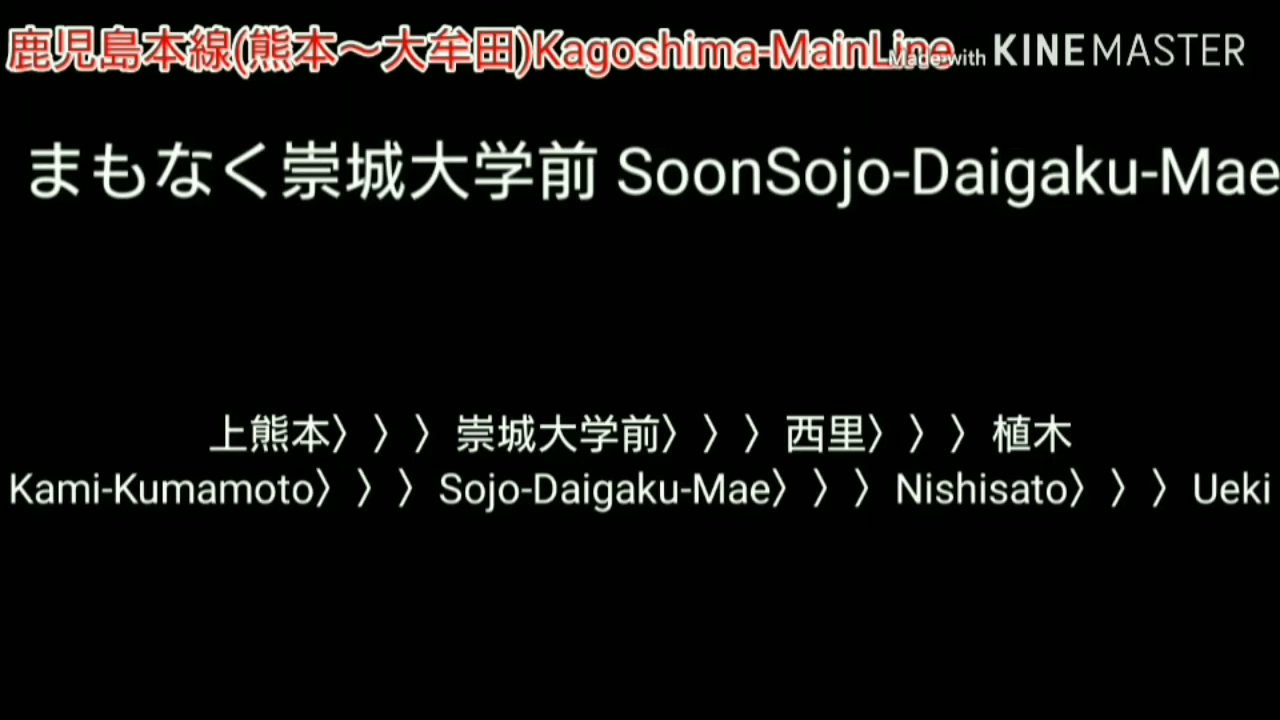 鹿児島本線(熊本～大牟田)Kagoshima-MainLine
Made with KINEMASTER
まもなく崇城大学前 SoonSojo-Daigaku-Mae
上熊本〉〉〉崇城大学前〉〉〉西里〉〉〉植木
Kami-Kumamoto〉〉〉Sojo-Daigaku-Mae〉〉〉Nishisato〉〉〉Ueki